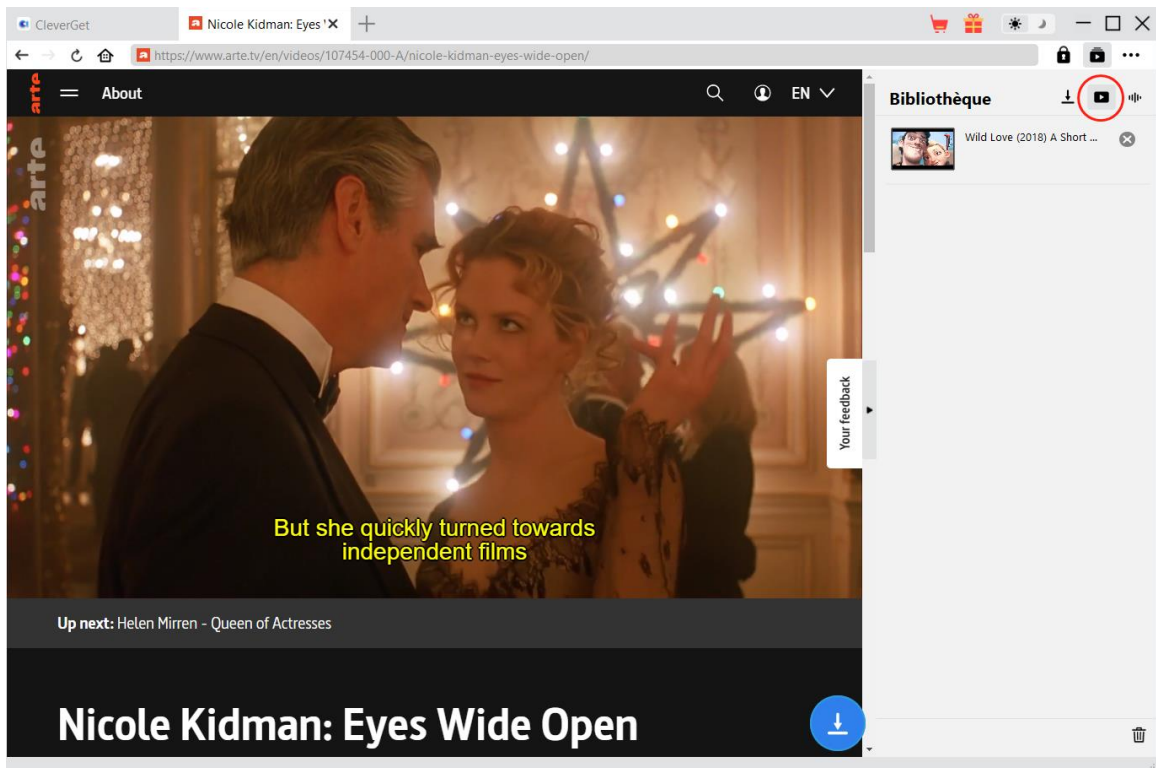 CleverGet
Nicole Kidman: Eyes '
https://www.arte.tv/en/videos/107454-000-A/nicole-kidman-eyes-wide-open/
arte
About
EN
arte
But she quickly turned towards
independent films
Your feedback
Up next: Helen Mirren - Queen of Actresses
Nicole Kidman: Eyes Wide Open
Bibliothèque
Wild Love (2018) A Short ...